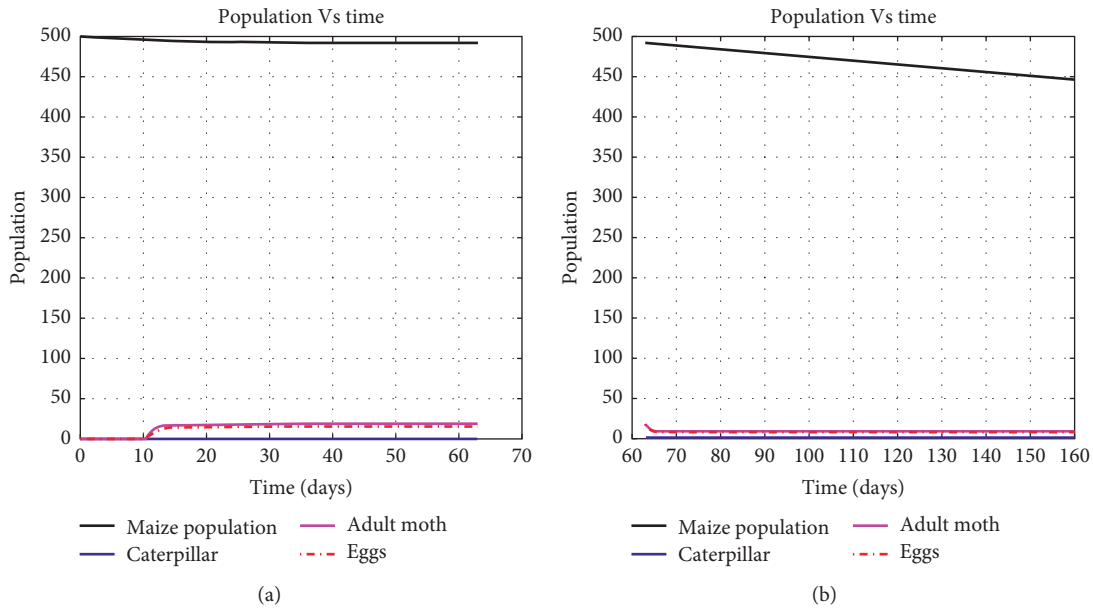 Population Vs time
500
450
400
350
300
250
200
150
100
50
0
Population
0 10 20 30 40 50 60 70
Time (days)
Maize population
Caterpillar
Adult moth
Eggs
(a)
Population Vs time
500
450
400
350
300
250
200
150
100
50
0
Population
60 70 80 90 100 110 120 130 140 150 160
Time (days)
Maize population
Caterpillar
Adult moth
Eggs
(b)